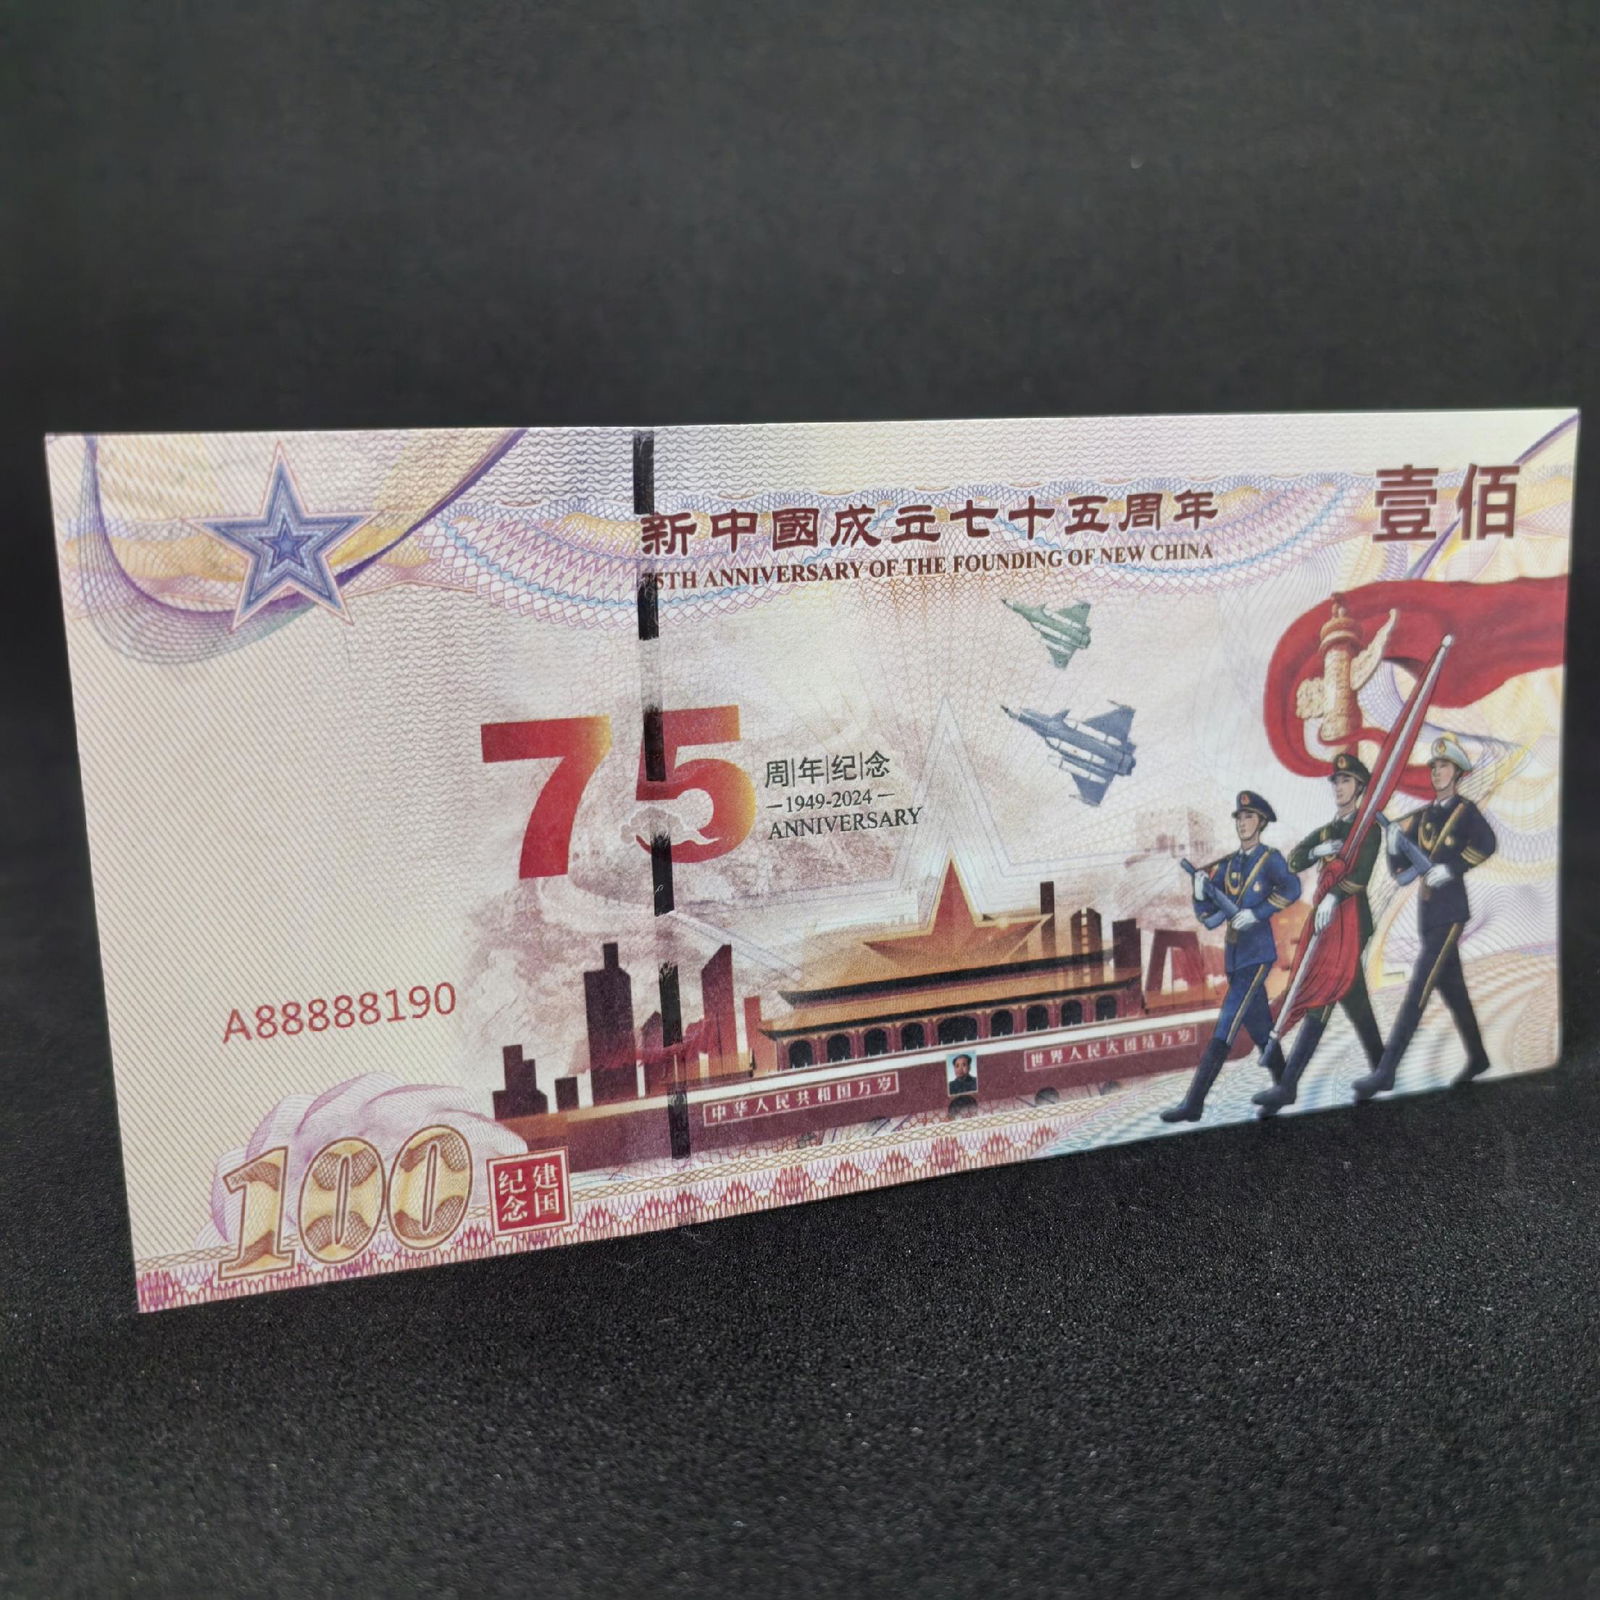 新中國成立七十五周年
75TH ANNIVERSARY OF THE FOUNDING OF NEW CHINA
壹佰
75
周|年|纪|念
—1949-2024—
ANNIVERSARY
A88888190
中华人民共和国万岁
世界人民大团结万岁
100
建国
纪念